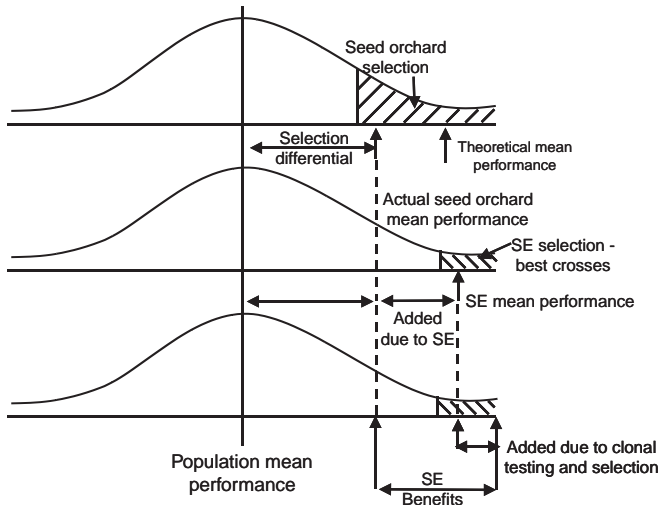 Seed orchard
selection
Selection
differential
Theoretical mean
performance
Actual seed orchard
mean performance
SE selection -
best crosses
SE mean performance
Added
due to SE
Population mean
performance
Added due to clonal
testing and selection
SE
Benefits